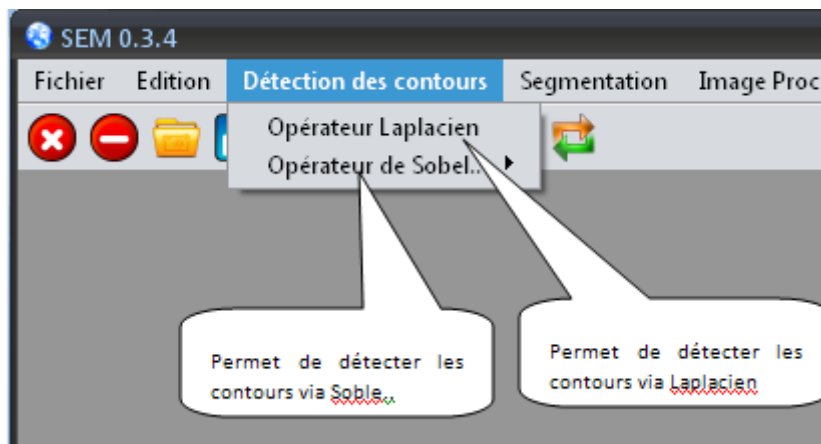 SEM 0.3.4
Fichier Edition Détection des contours Segmentation Image Proc
Opérateur Laplacien
Opérateur de Sobel..
Permet de détecter les
contours via Soble..
Permet de détecter les
contours via Laplacien